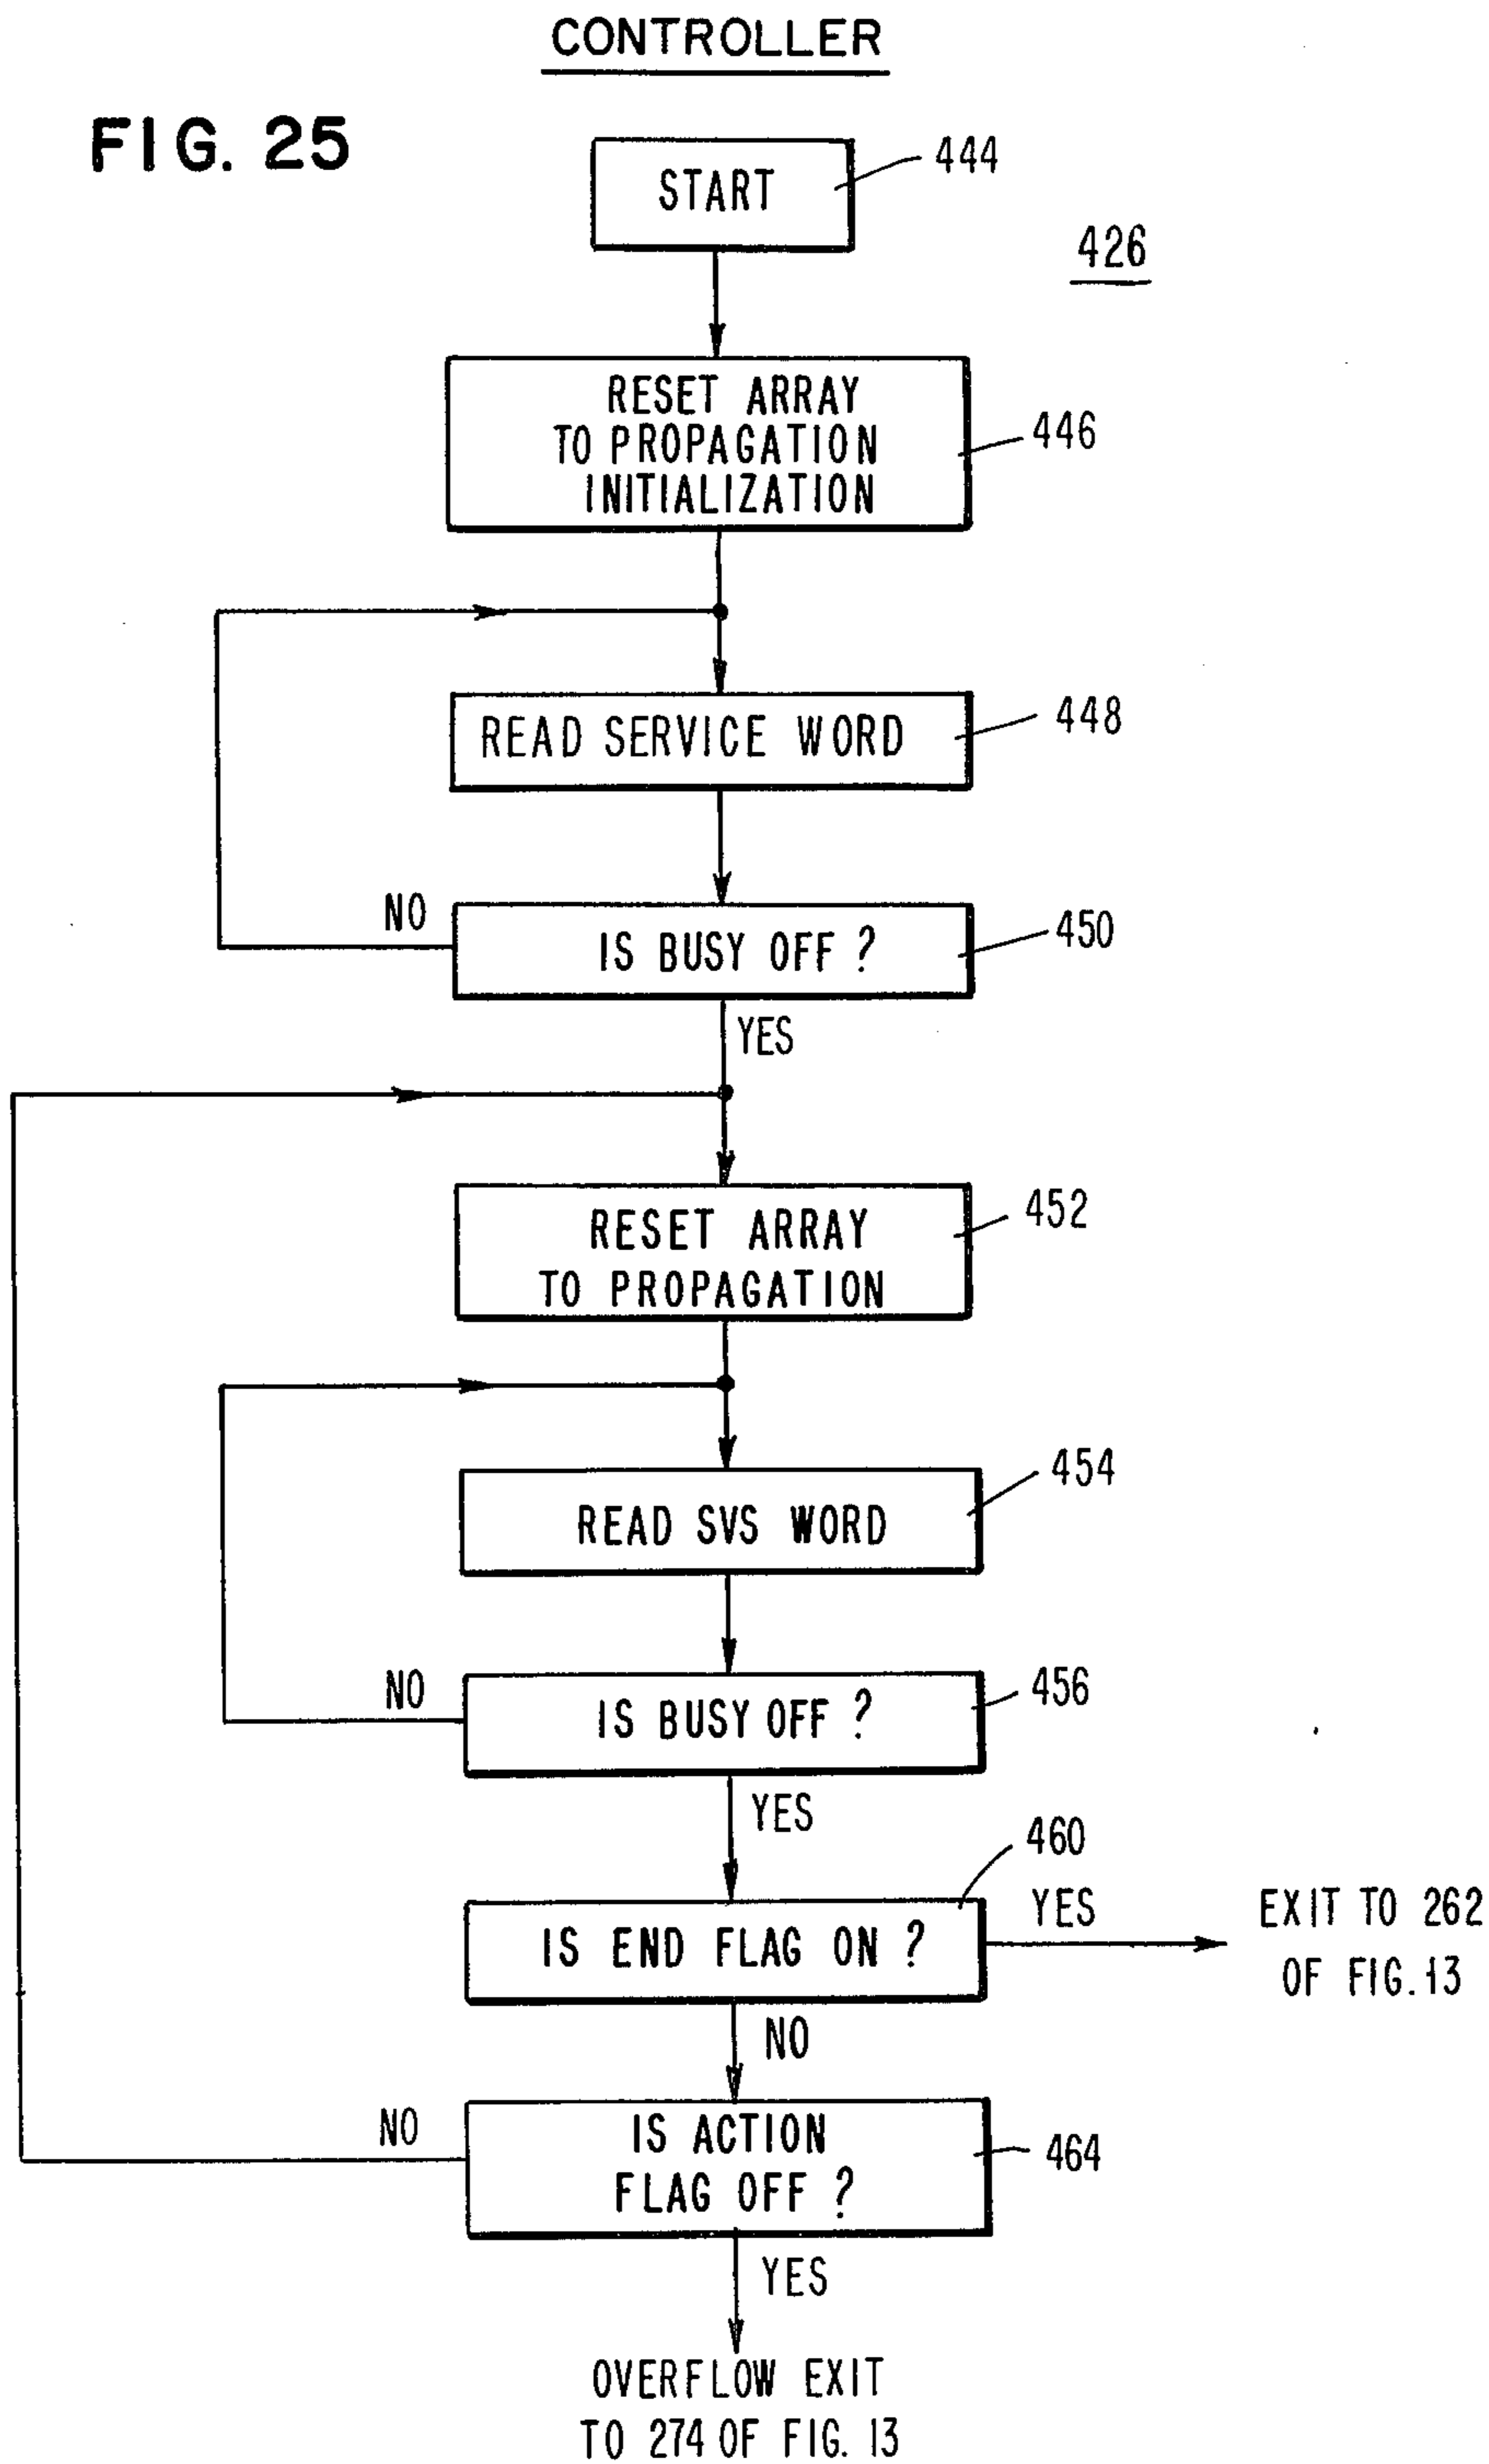 CONTROLLER
FIG. 25
START
444
426
RESET ARRAY
TO PROPAGATION
INITIALIZATION
446
READ SERVICE WORD
448
NO
IS BUSY OFF ?
450
YES
RESET ARRAY
TO PROPAGATION
452
READ SVS WORD
454
NO
IS BUSY OFF ?
456
YES
460
IS END FLAG ON ?
YES
EXIT TO 262
OF FIG. 13
NO
NO
IS ACTION
FLAG OFF ?
464
YES
OVERFLOW EXIT
TO 274 OF FIG. 13